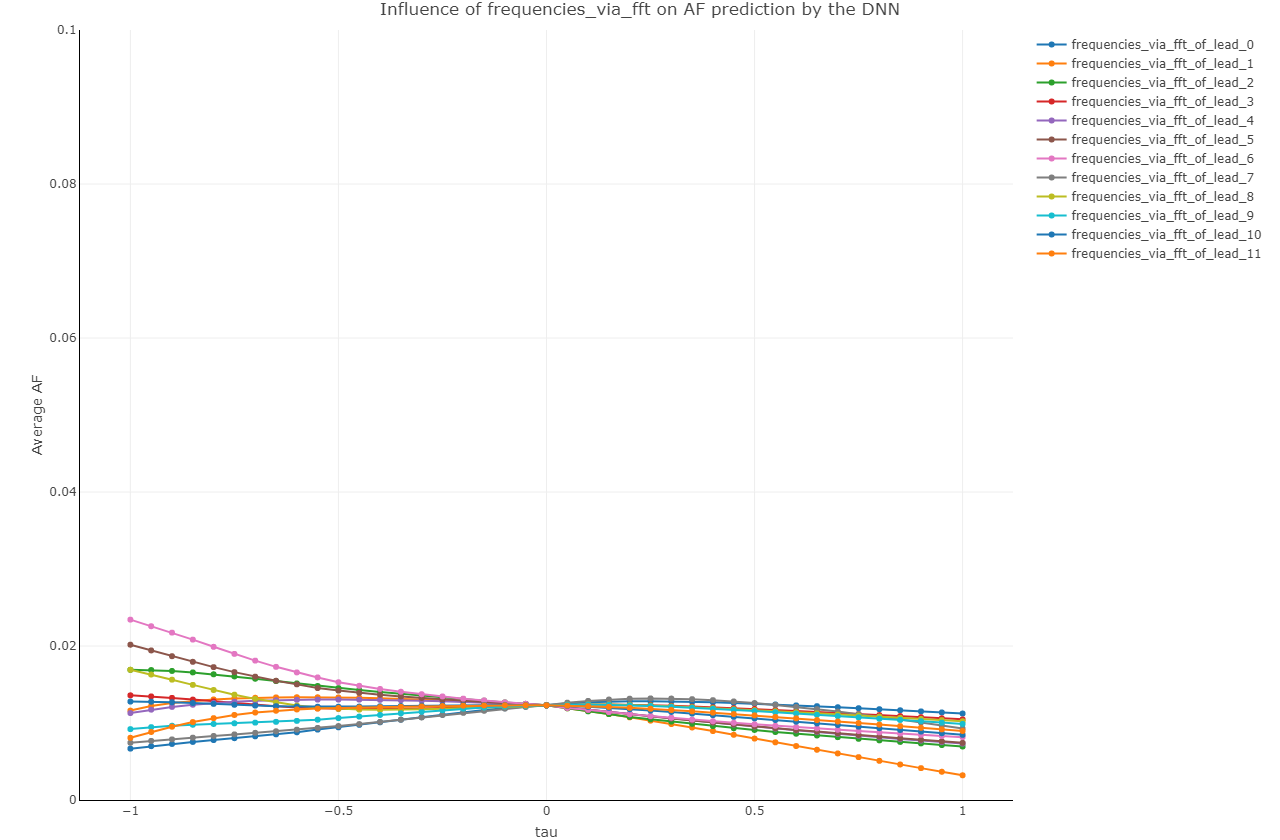 Influence of frequencies_via_fft on AF prediction by the DNN
0.1
0.08
0.06
0.04
0.02
0
Average AF
−1
−0.5
0
0.5
1
tau
frequencies_via_fft_of_lead_0
frequencies_via_fft_of_lead_1
frequencies_via_fft_of_lead_2
frequencies_via_fft_of_lead_3
frequencies_via_fft_of_lead_4
frequencies_via_fft_of_lead_5
frequencies_via_fft_of_lead_6
frequencies_via_fft_of_lead_7
frequencies_via_fft_of_lead_8
frequencies_via_fft_of_lead_9
frequencies_via_fft_of_lead_10
frequencies_via_fft_of_lead_11